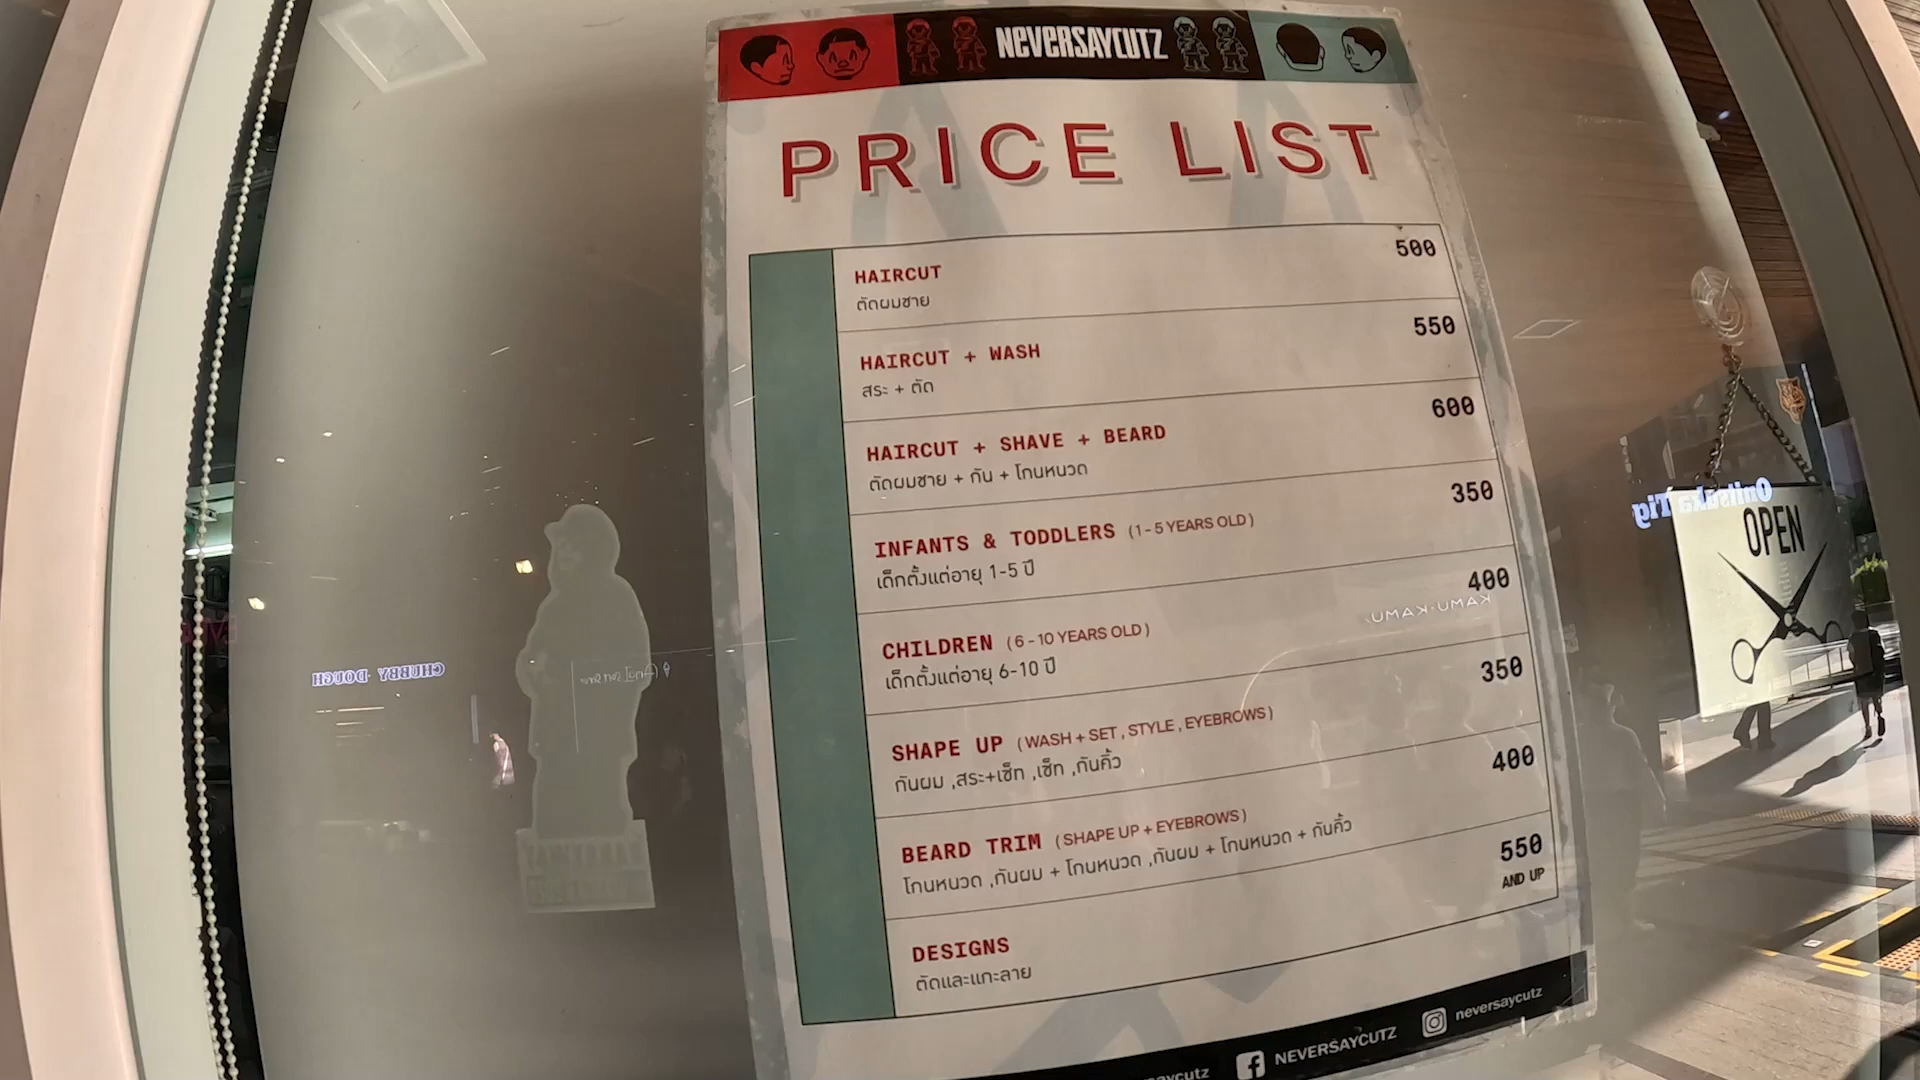 NEVERSAYCUTZ
PRICE LIST
HAIRCUT 500
ตัดผมชาย
HAIRCUT + WASH 550
สระ + ตัด
HAIRCUT + SHAVE + BEARD 600
ตัดผมชาย + กัน + โกนหนวด
INFANTS & TODDLERS (1-5 YEARS OLD) 350
เด็กตั้งแต่อายุ 1-5 ปี
CHILDREN (6-10 YEARS OLD) 400
เด็กตั้งแต่อายุ 6-10 ปี
SHAPE UP (WASH + SET , STYLE , EYEBROWS) 350
กันผม ,สระ+เซ็ท ,เซ็ท ,กันคิ้ว
BEARD TRIM (SHAPE UP + EYEBROWS) 400
โกนหนวด ,กันผม + โกนหนวด ,กันผม + โกนหนวด + กันคิ้ว
DESIGNS 550 AND UP
ตัดและแกะลาย
NEVERSAYCUTZ
neversaycutz
OPEN
CHUBBY DOUGH
KAMU·KAMU
Onitsuka Tig